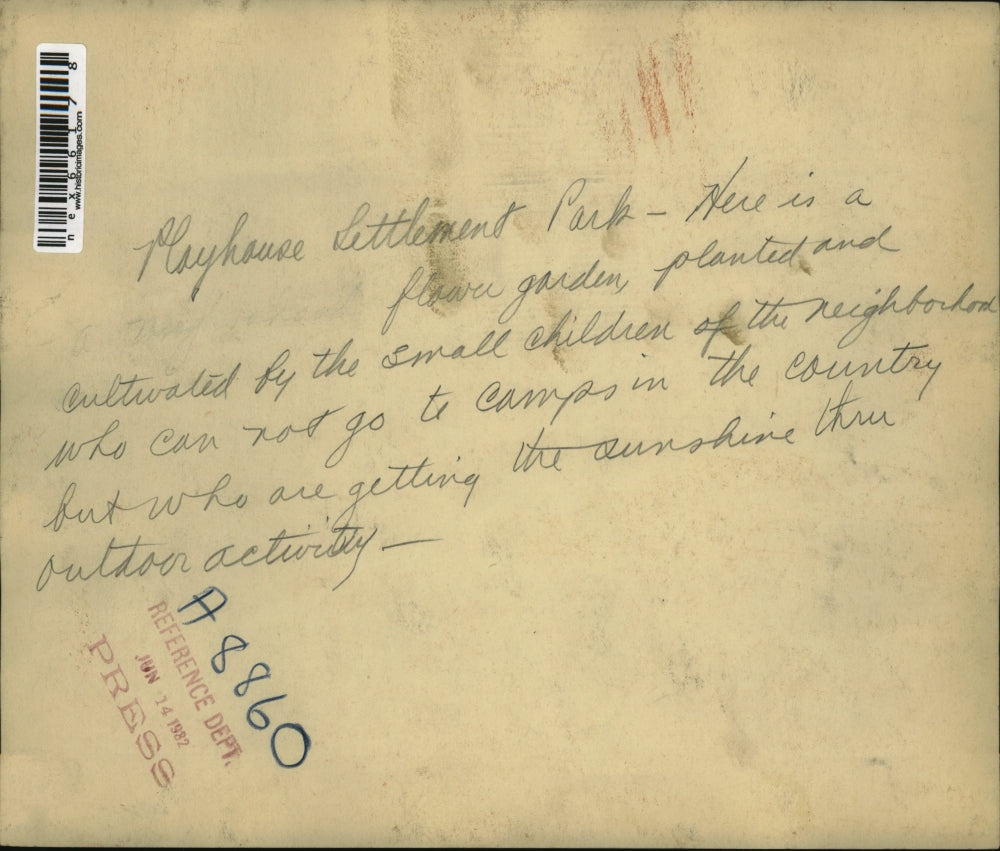 Playhouse Settlement Park — Here is a
flower garden, planted and
cultivated by the small children of the neighborhood
who can not go to camps in the country
but who are getting the sunshine thru
outdoor activity —
A 8860
REFERENCE DEPT.
JUN 14 1982
PRESS
nex66178
www.historicimages.com